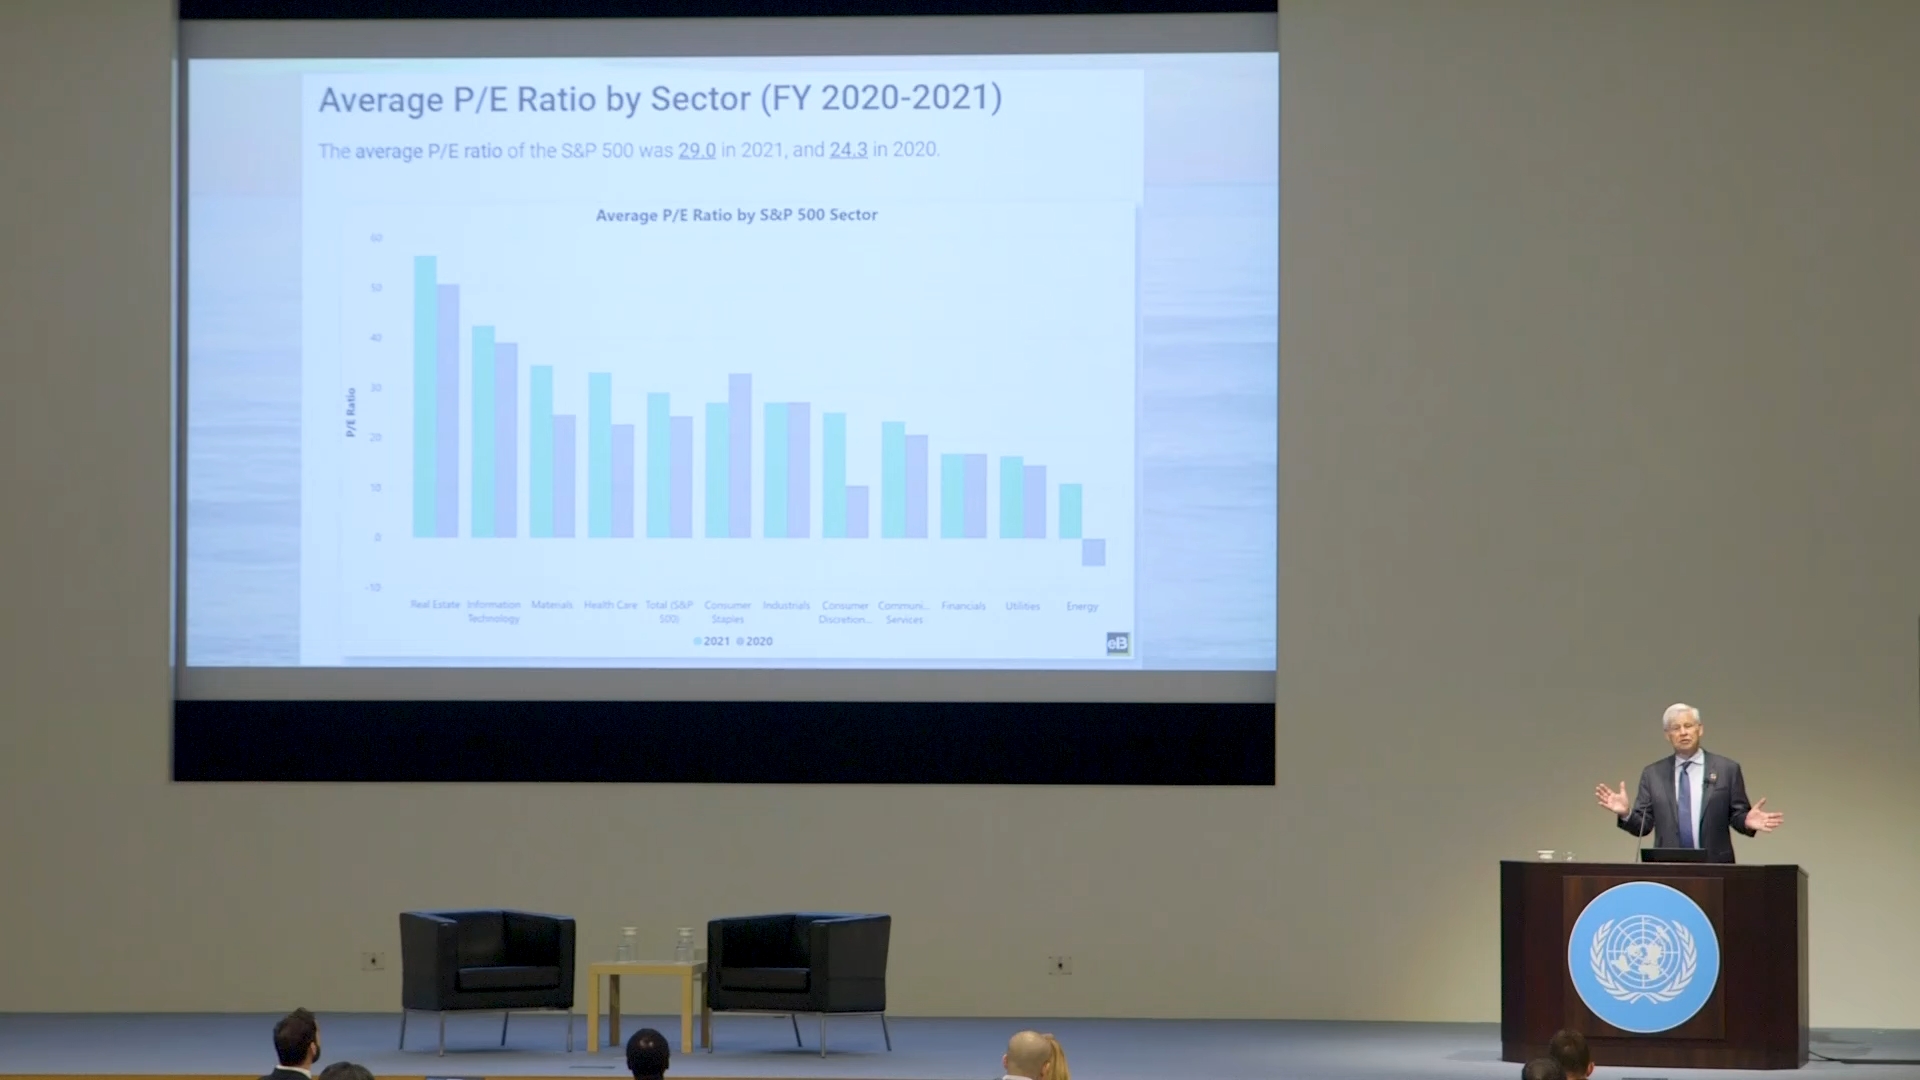 Average P/E Ratio by Sector (FY 2020-2021)
The average P/E ratio of the S&P 500 was 29.0 in 2021, and 24.3 in 2020.
Average P/E Ratio by S&P 500 Sector
60
50
40
30
20
10
0
-10
P/E Ratio
Real Estate Information Technology Materials Health Care Total (S&P 500) Consumer Staples Industrials Consumer Discretion... Communi... Services Financials Utilities Energy
2021 2020
eB